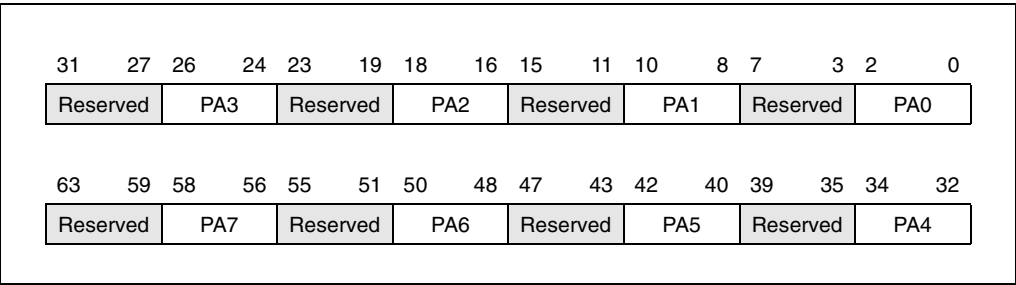 31 27 26 24 23 19 18 16 15 11 10 8 7 3 2 0
Reserved PA3 Reserved PA2 Reserved PA1 Reserved PA0
63 59 58 56 55 51 50 48 47 43 42 40 39 35 34 32
Reserved PA7 Reserved PA6 Reserved PA5 Reserved PA4